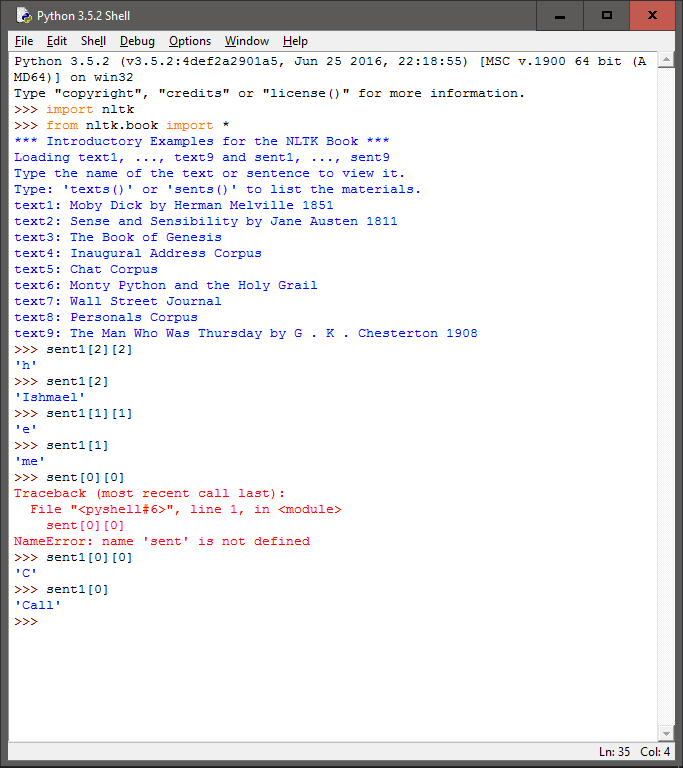 Python 3.5.2 Shell
File Edit Shell Debug Options Window Help
Python 3.5.2 (v3.5.2:4def2a2901a5, Jun 25 2016, 22:18:55) [MSC v.1900 64 bit (A
MD64)] on win32
Type "copyright", "credits" or "license()" for more information.
>>> import nltk
>>> from nltk.book import *
*** Introductory Examples for the NLTK Book ***
Loading text1, ..., text9 and sent1, ..., sent9
Type the name of the text or sentence to view it.
Type: 'texts()' or 'sents()' to list the materials.
text1: Moby Dick by Herman Melville 1851
text2: Sense and Sensibility by Jane Austen 1811
text3: The Book of Genesis
text4: Inaugural Address Corpus
text5: Chat Corpus
text6: Monty Python and the Holy Grail
text7: Wall Street Journal
text8: Personals Corpus
text9: The Man Who Was Thursday by G . K . Chesterton 1908
>>> sent1[2][2]
'h'
>>> sent1[2]
'Ishmael'
>>> sent1[1][1]
'e'
>>> sent1[1]
'me'
>>> sent[0][0]
Traceback (most recent call last):
  File "<pyshell#6>", line 1, in <module>
    sent[0][0]
NameError: name 'sent' is not defined
>>> sent1[0][0]
'C'
>>> sent1[0]
'Call'
>>>
Ln: 35 Col: 4